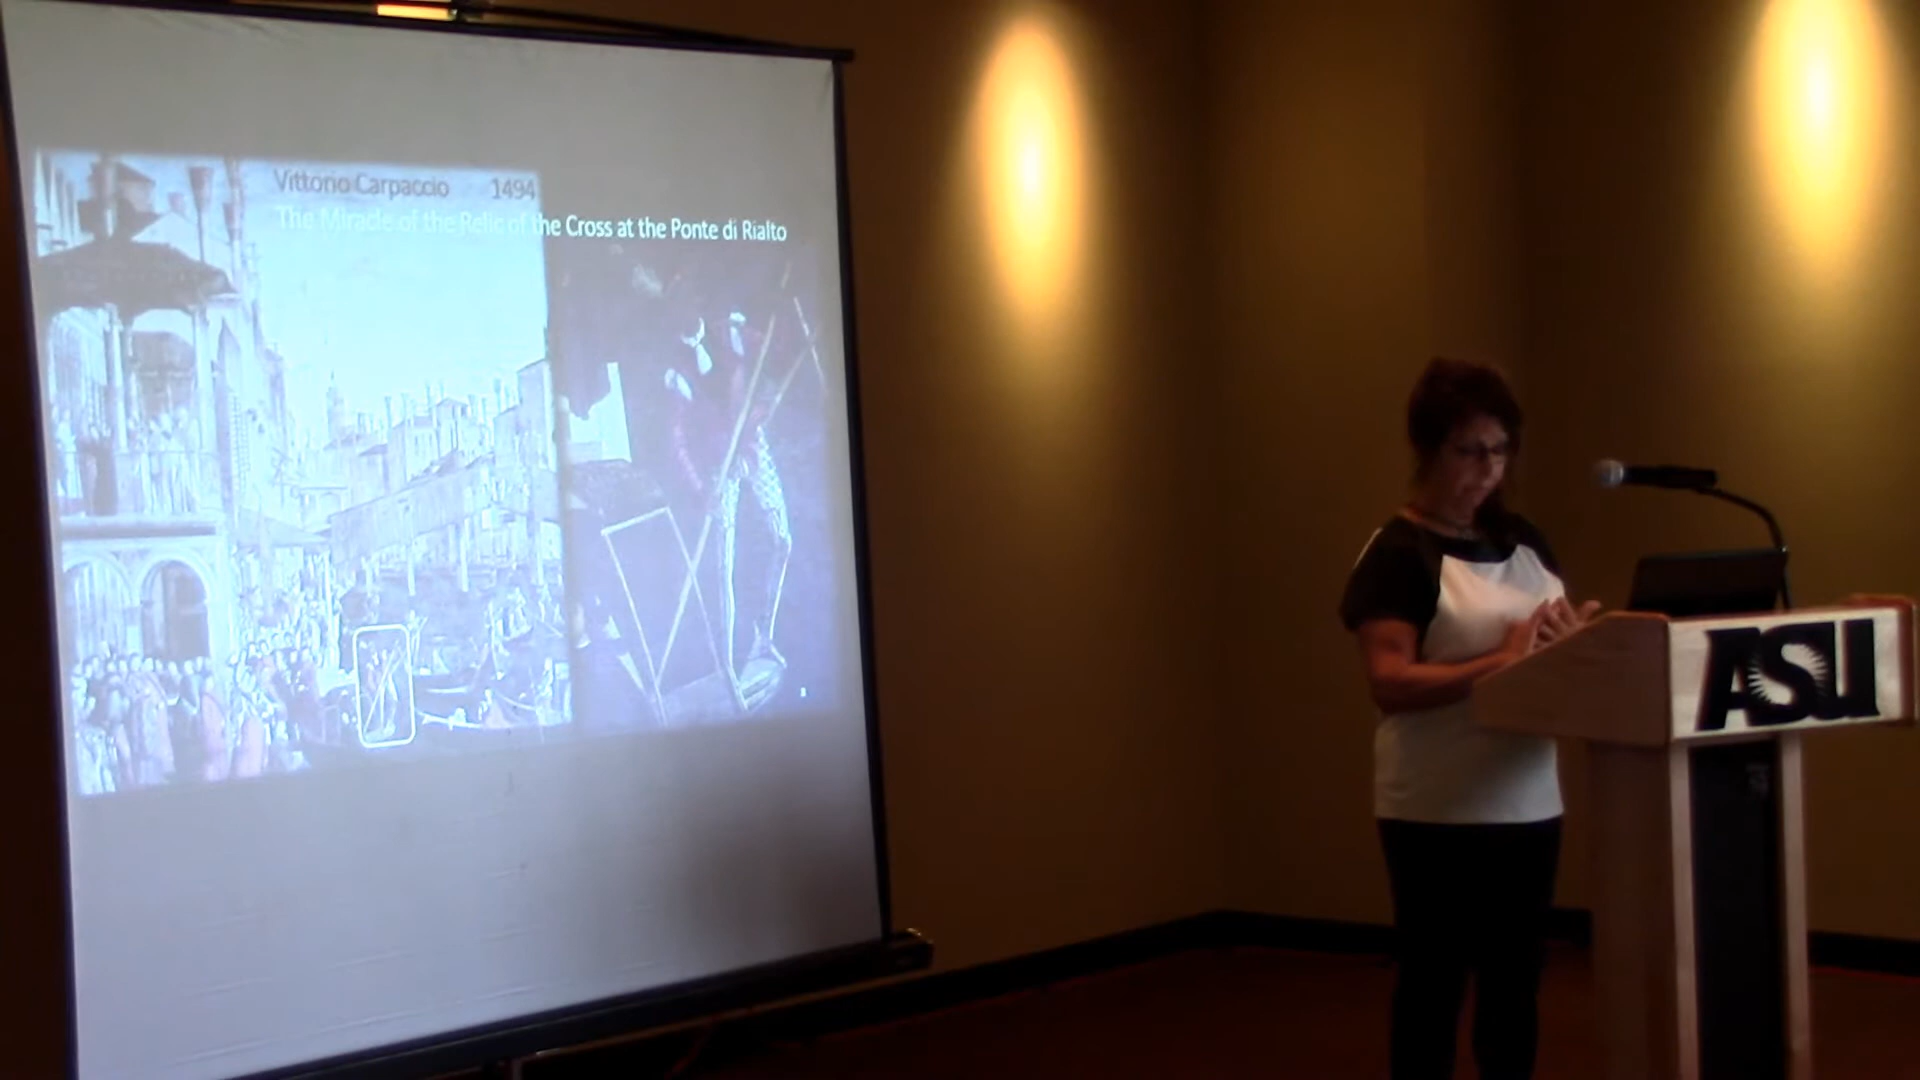 Vittorio Carpaccio 1494
The Miracle of the Relic of the Cross at the Ponte di Rialto
ASU